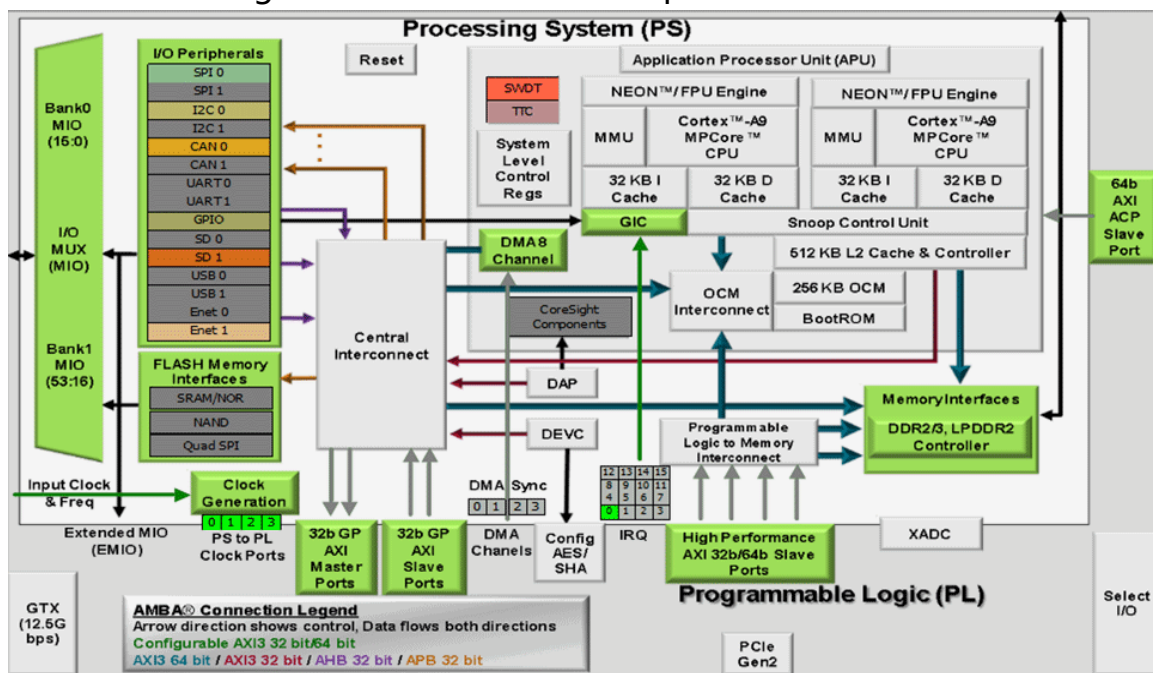 Processing System (PS)
I/O Peripherals
SPI 0
SPI 1
I2C 0
I2C 1
CAN 0
CAN 1
UART 0
UART 1
GPIO
SD 0
SD 1
USB 0
USB 1
Enet 0
Enet 1
Bank0
MIO
(15:0)
I/O
MUX
(MIO)
Bank1
MIO
(53:16)
FLASH Memory
Interfaces
SRAM/NOR
NAND
Quad SPI
Input Clock
& Freq
Clock
Generation
0 1 2 3
PS to PL
Clock Ports
Extended MIO
(EMIO)
Reset
Application Processor Unit (APU)
SWDT
TTC
System
Level
Control
Regs
NEON™/FPU Engine
MMU
Cortex™-A9
MPCore™
CPU
32 KB I
Cache
32 KB D
Cache
NEON™/FPU Engine
MMU
Cortex™-A9
MPCore™
CPU
32 KB I
Cache
32 KB D
Cache
GIC
Snoop Control Unit
DMA8
Channel
512 KB L2 Cache & Controller
OCM
Interconnect
256 KB OCM
BootROM
CoreSight
Components
Central
Interconnect
DAP
DEVC
Programmable
Logic to Memory
Interconnect
Memory Interfaces
DDR2/3, LPDDR2
Controller
64b
AXI
ACP
Slave
Port
DMA Sync
0 1 2 3
DMA
Channels
12 13 14 15
8 9 10 11
4 5 6 7
0 1 2 3
IRQ
32b GP
AXI
Master
Ports
32b GP
AXI
Slave
Ports
Config
AES/
SHA
High Performance
AXI 32b/64b Slave
Ports
XADC
Programmable Logic (PL)
GTX
(12.5G
bps)
AMBA® Connection Legend
Arrow direction shows control, Data flows both directions
Configurable AXI3 32 bit/64 bit
AXI3 64 bit / AXI3 32 bit / AHB 32 bit / APB 32 bit
PCIe
Gen2
Select
I/O